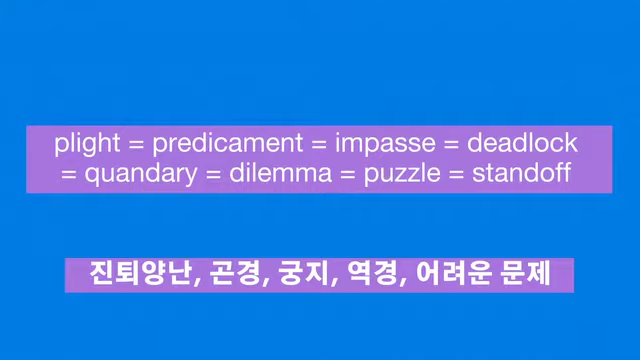 plight = predicament = impasse = deadlock
= quandary = dilemma = puzzle = standoff
진퇴양난, 곤경, 궁지, 역경, 어려운 문제